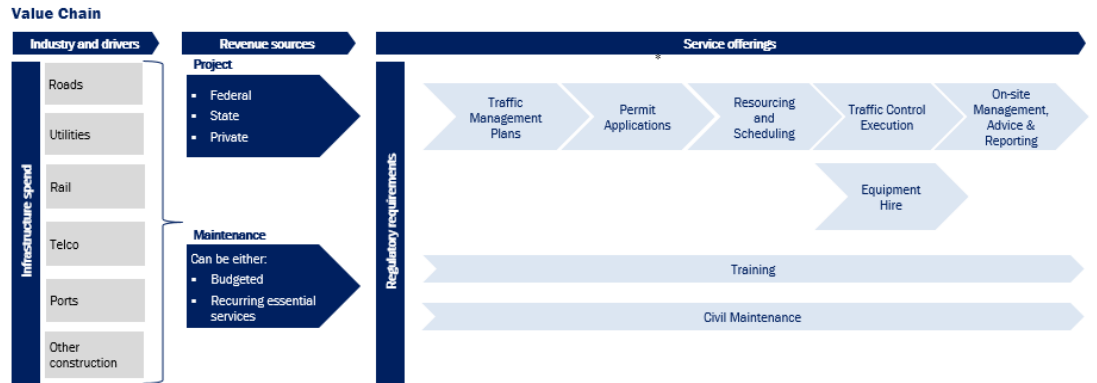 Value Chain
Industry and drivers
Revenue sources
Service offerings
*
Infrastructure spend
Roads
Utilities
Rail
Telco
Ports
Other
construction
Project
▪ Federal
▪ State
▪ Private
Maintenance
Can be either:
▪ Budgeted
▪ Recurring essential
services
Regulatory requirements
Traffic
Management
Plans
Permit
Applications
Resourcing
and
Scheduling
Traffic Control
Execution
On-site
Management,
Advice &
Reporting
Equipment
Hire
Training
Civil Maintenance